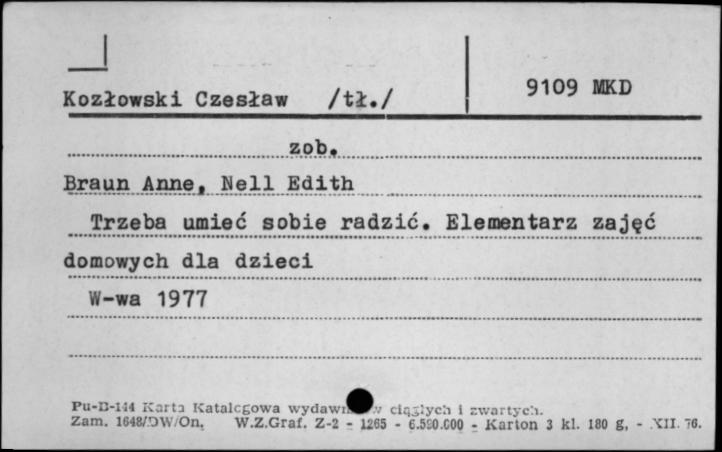 Kozłowski Czesław /tł./ 9109 MKD
zob.
Braun Anne, Nell Edith
Trzeba umieć sobie radzić. Elementarz zajęć
domowych dla dzieci
W-wa 1977
Pu-D-144 Karta Katalogowa ciągłych i zwartych.
Zam. 1648/DW/On. W.Z.Graf. Z-2 - 1265 - 6.500.000 - Karton 3 kl. 180 g, - XII. 76.